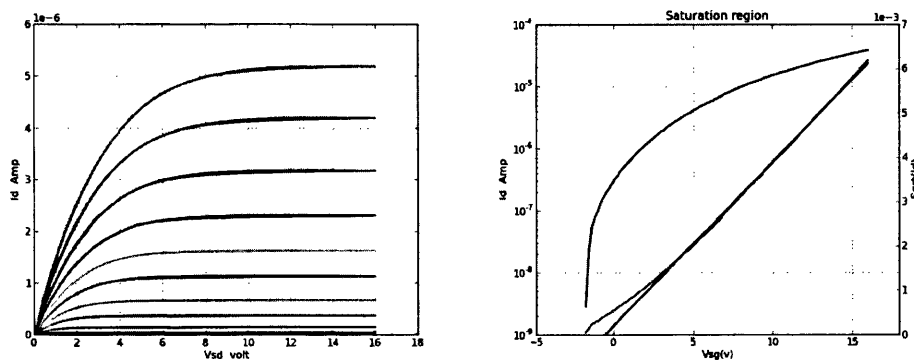 1e-6
6
5
4
3
2
1
0
0 2 4 6 8 10 12 14 16 18
Id Amp
Vsd volt
Saturation region
1e-3
10^-4
10^-5
10^-6
10^-7
10^-8
10^-9
-5 0 5 10 15
Id Amp
Vsg(v)
7
6
5
4
3
2
1
0
Sqrt(Id)